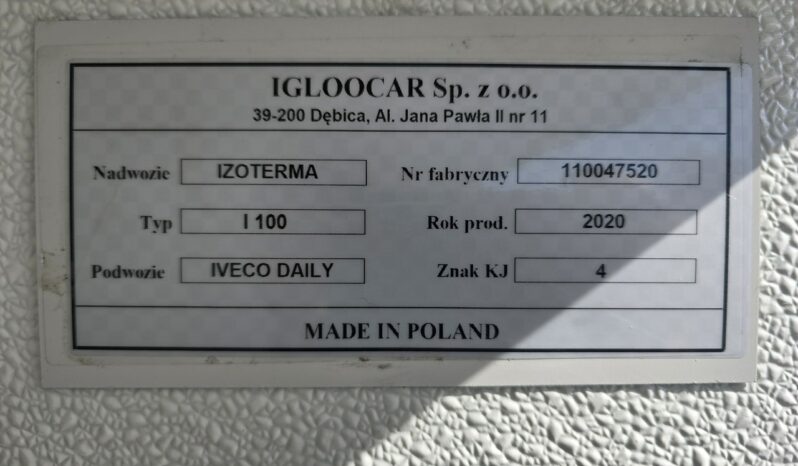 IGLOOCAR Sp. z o.o.
39-200 Dębica, Al. Jana Pawła II nr 11
Nadwozie IZOTERMA Nr fabryczny 110047520
Typ I 100 Rok prod. 2020
Podwozie IVECO DAILY Znak KJ 4
MADE IN POLAND